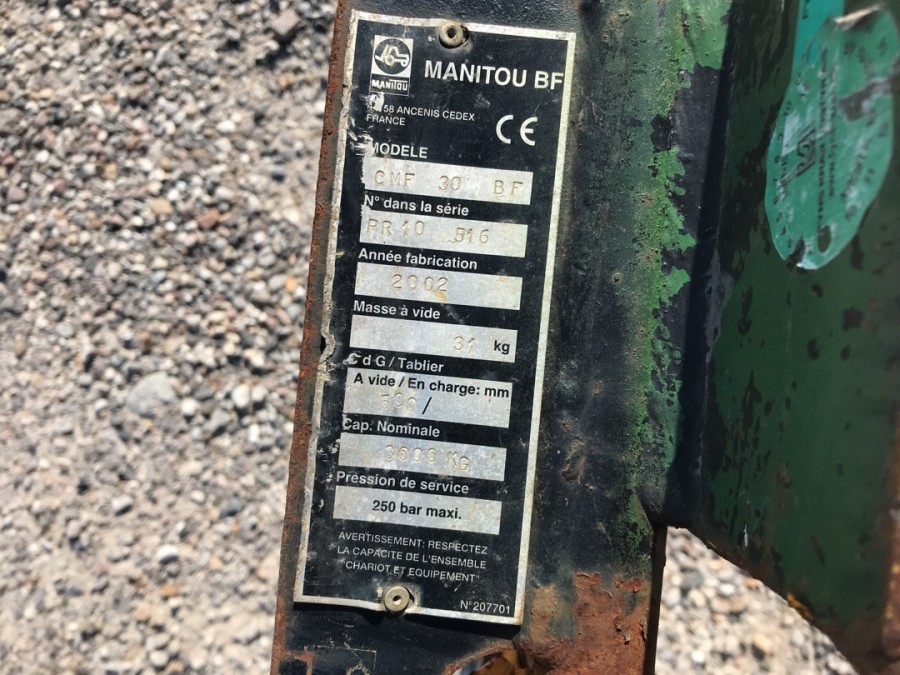 MANITOU
MANITOU BF
58 ANCENIS CEDEX
FRANCE
CE
MODELE
CMF 30 BF
N° dans la série
PR10 516
Année fabrication
2002
Masse à vide
31 kg
C d G / Tablier
A vide / En charge: mm
/
Cap. Nominale
KG
Pression de service
250 bar maxi.
AVERTISSEMENT: RESPECTEZ
LA CAPACITE DE L'ENSEMBLE
"CHARIOT ET EQUIPEMENT"
N°207701